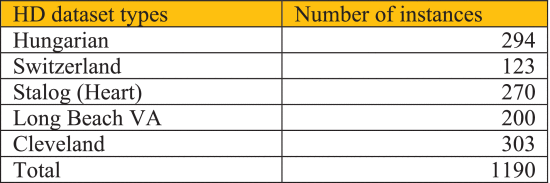 HD dataset types Number of instances
Hungarian 294
Switzerland 123
Stalog (Heart) 270
Long Beach VA 200
Cleveland 303
Total 1190